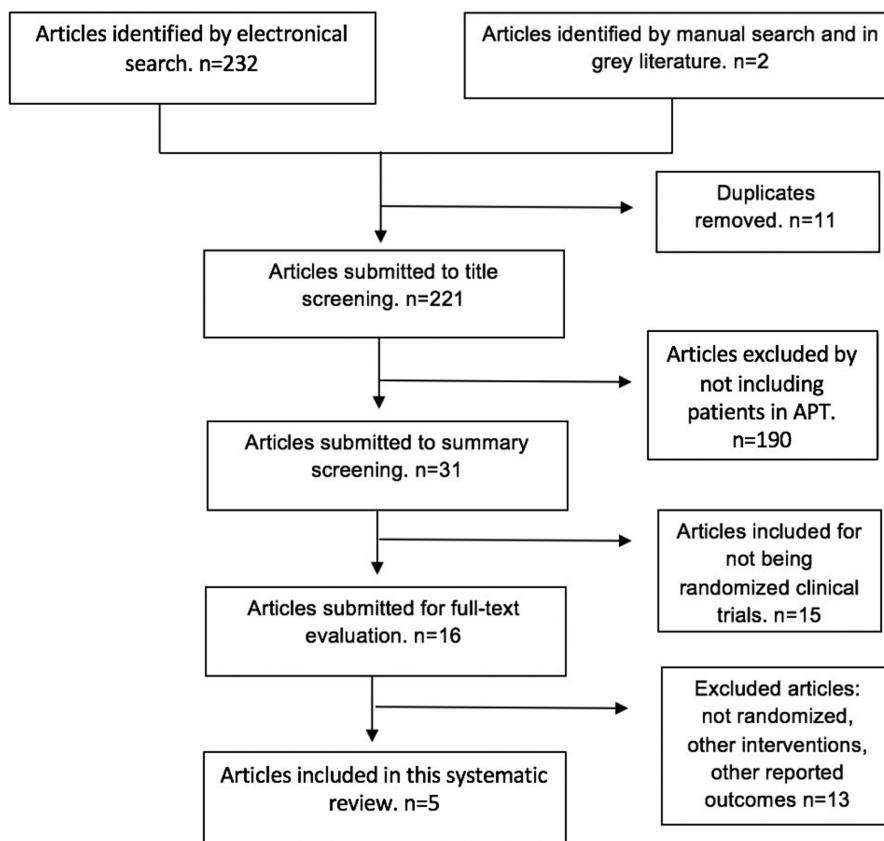 Articles identified by electronical
search. n=232
Articles identified by manual search and in
grey literature. n=2
Duplicates
removed. n=11
Articles submitted to title
screening. n=221
Articles excluded by
not including
patients in APT.
n=190
Articles submitted to summary
screening. n=31
Articles included for
not being
randomized clinical
trials. n=15
Articles submitted for full-text
evaluation. n=16
Excluded articles:
not randomized,
other interventions,
other reported
outcomes n=13
Articles included in this systematic
review. n=5